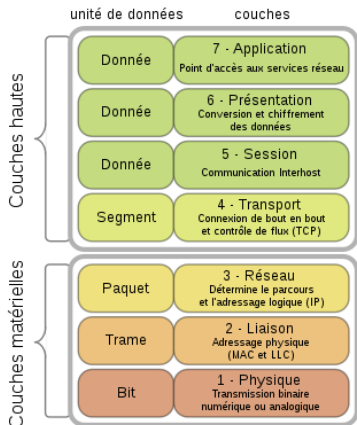 unité de données couches
Couches hautes
Donnée
7 - Application
Point d'accès aux services réseau
Donnée
6 - Présentation
Conversion et chiffrement
des données
Donnée
5 - Session
Communication Interhost
Segment
4 - Transport
Connexion de bout en bout
et contrôle de flux (TCP)
Couches matérielles
Paquet
3 - Réseau
Détermine le parcours
et l'adressage logique (IP)
Trame
2 - Liaison
Adressage physique
(MAC et LLC)
Bit
1 - Physique
Transmission binaire
numérique ou analogique